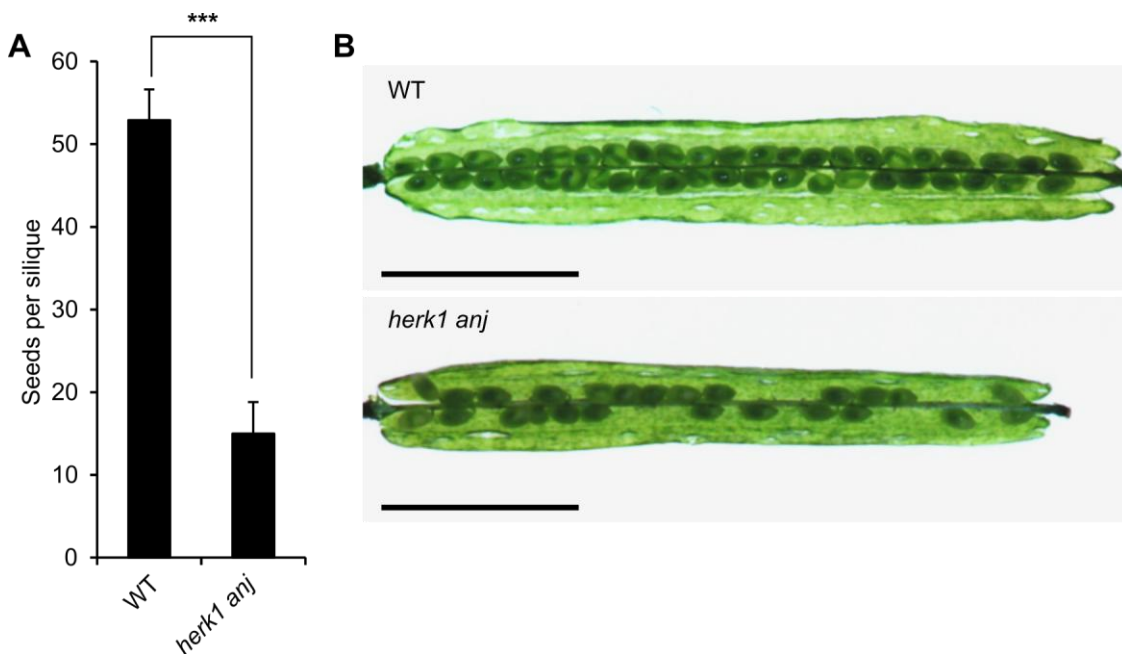 A
***
Seeds per silique
60
50
40
30
20
10
0
WT
herk1 anj
B
WT
herk1 anj